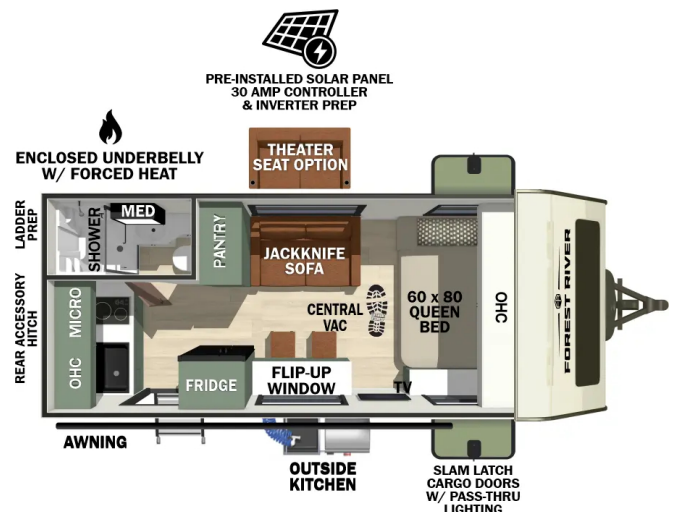 PRE-INSTALLED SOLAR PANEL
30 AMP CONTROLLER
& INVERTER PREP
ENCLOSED UNDERBELLY
W/ FORCED HEAT
THEATER
SEAT OPTION
LADDER
PREP
SHOWER
MED
PANTRY
JACKKNIFE
SOFA
REAR ACCESSORY
HITCH
MICRO
OHC
CENTRAL
VAC
60 x 80
QUEEN
BED
OHC
FOREST RIVER
FRIDGE
FLIP-UP
WINDOW
TV
AWNING
OUTSIDE
KITCHEN
SLAM LATCH
CARGO DOORS
W/ PASS-THRU
LIGHTING